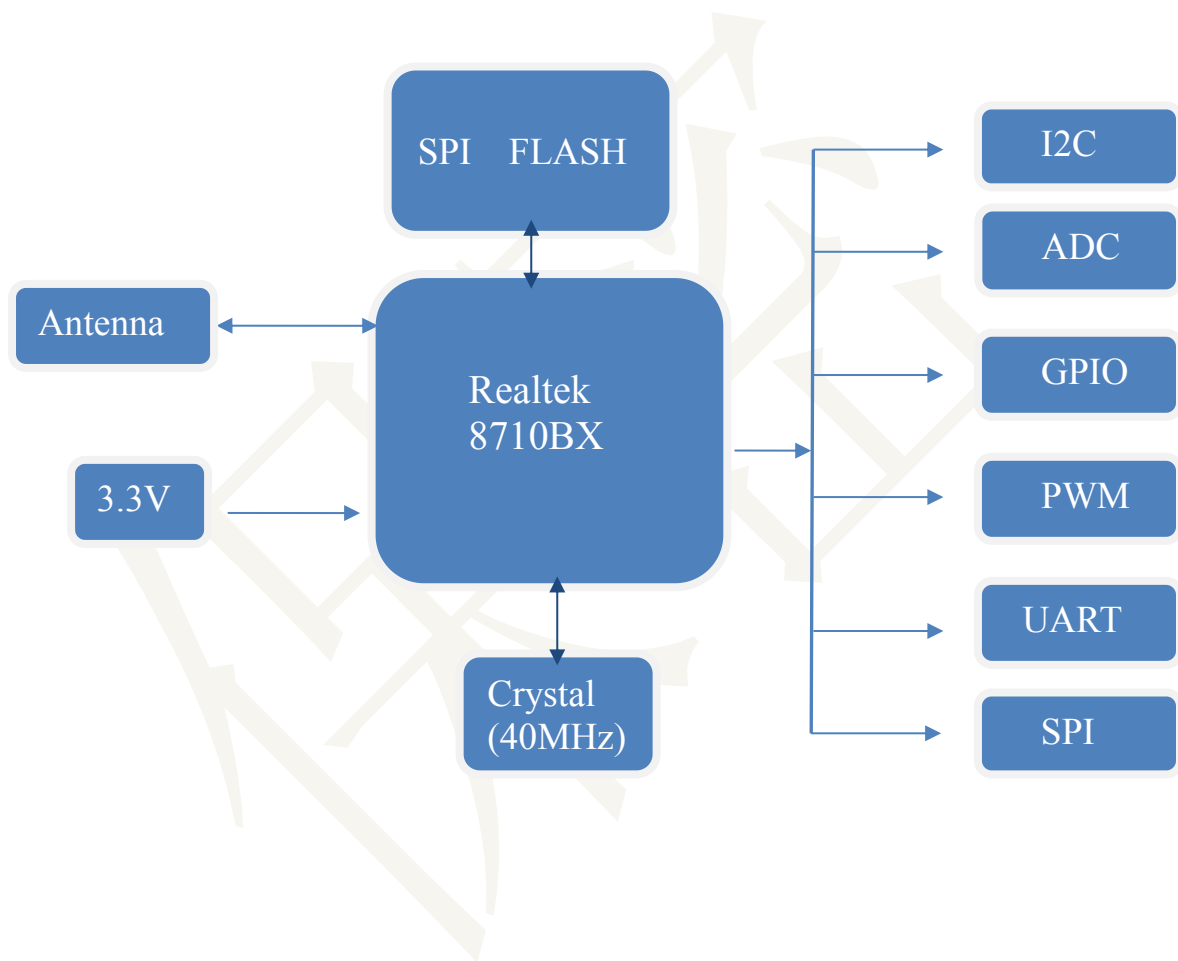 SPI FLASH
Antenna
Realtek
8710BX
3.3V
Crystal
(40MHz)
I2C
ADC
GPIO
PWM
UART
SPI